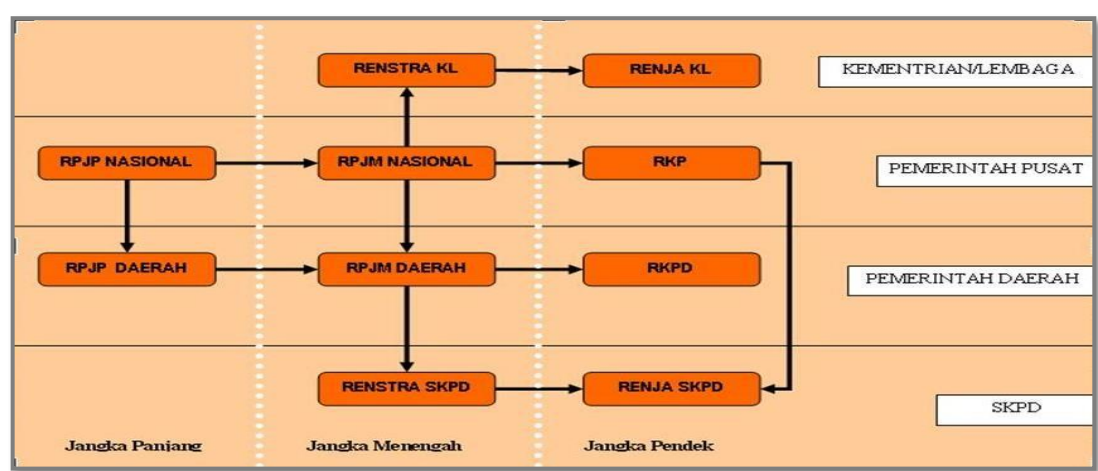 RENSTRA KL
RENJA KL
KEMENTRIAN/LEMBAGA
RPJP NASIONAL
RPJM NASIONAL
RKP
PEMERINTAH PUSAT
RPJP DAERAH
RPJM DAERAH
RKPD
PEMERINTAH DAERAH
RENSTRA SKPD
RENJA SKPD
SKPD
Jangka Panjang
Jangka Menengah
Jangka Pendek